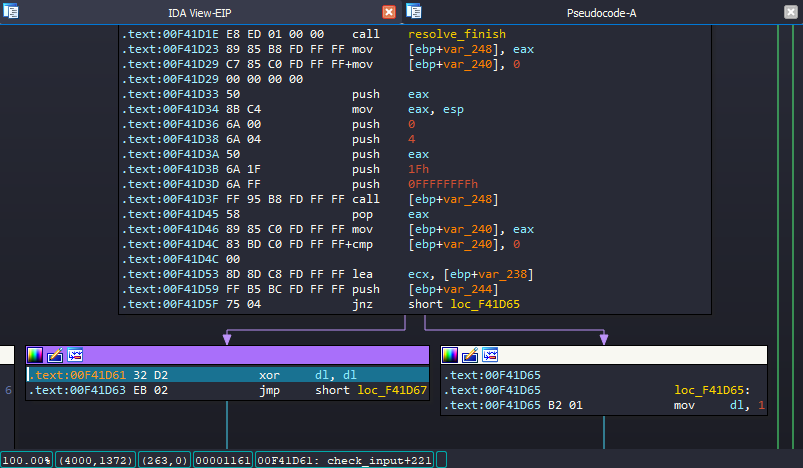 IDA View-EIP Pseudocode-A
.text:00F41D1E E8 ED 01 00 00 call resolve_finish
.text:00F41D23 89 85 B8 FD FF FF mov [ebp+var_248], eax
.text:00F41D29 C7 85 C0 FD FF FF+mov [ebp+var_240], 0
.text:00F41D29 00 00 00 00
.text:00F41D33 50 push eax
.text:00F41D34 8B C4 mov eax, esp
.text:00F41D36 6A 00 push 0
.text:00F41D38 6A 04 push 4
.text:00F41D3A 50 push eax
.text:00F41D3B 6A 1F push 1Fh
.text:00F41D3D 6A FF push 0FFFFFFFFh
.text:00F41D3F FF 95 B8 FD FF FF call [ebp+var_248]
.text:00F41D45 58 pop eax
.text:00F41D46 89 85 C0 FD FF FF mov [ebp+var_240], eax
.text:00F41D4C 83 BD C0 FD FF FF+cmp [ebp+var_240], 0
.text:00F41D4C 00
.text:00F41D53 8D 8D C8 FD FF FF lea ecx, [ebp+var_238]
.text:00F41D59 FF B5 BC FD FF FF push [ebp+var_244]
.text:00F41D5F 75 04 jnz short loc_F41D65
.text:00F41D61 32 D2 xor dl, dl
.text:00F41D63 EB 02 jmp short loc_F41D67
6
.text:00F41D65
.text:00F41D65 loc_F41D65:
.text:00F41D65 B2 01 mov dl, 1
100.00% (4000,1372) (263,0) 00001161 00F41D61: check_input+221